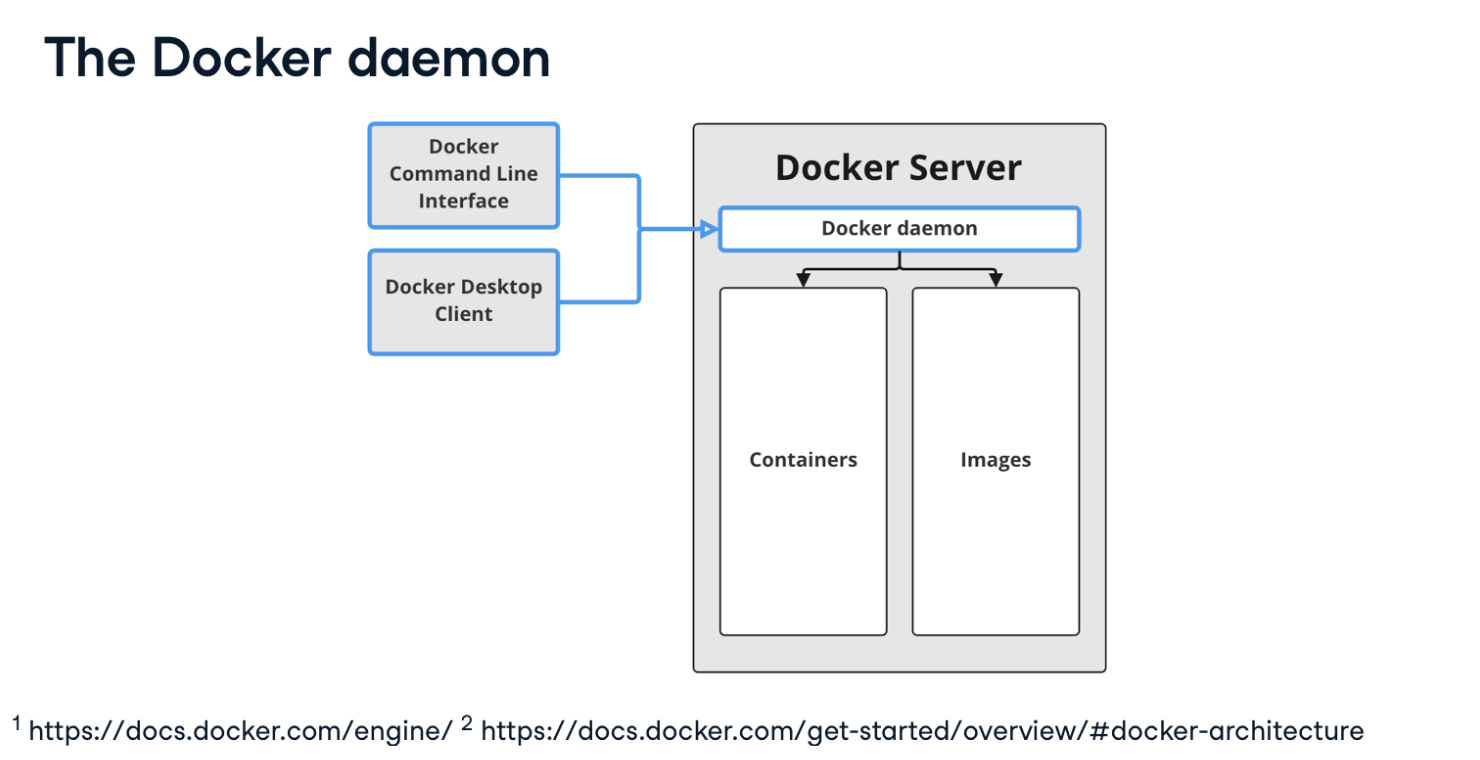 The Docker daemon
Docker
Command Line
Interface
Docker Desktop
Client
Docker Server
Docker daemon
Containers
Images
1 https://docs.docker.com/engine/ 2 https://docs.docker.com/get-started/overview/#docker-architecture